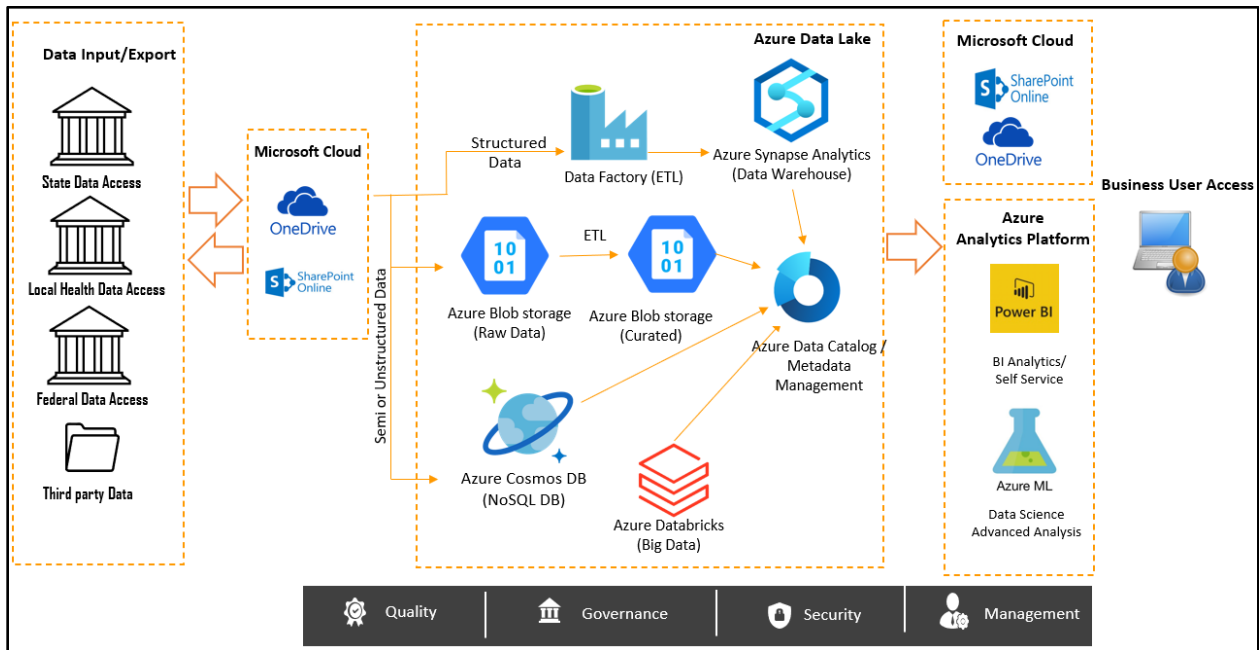 Data Input/Export
State Data Access
Local Health Data Access
Federal Data Access
Third party Data
Microsoft Cloud
OneDrive
S
SharePoint
Online
Structured
Data
Semi or Unstructured Data
Azure Data Lake
Data Factory (ETL)
Azure Synapse Analytics
(Data Warehouse)
10
01
Azure Blob storage
(Raw Data)
ETL
10
01
Azure Blob storage
(Curated)
Azure Data Catalog /
Metadata
Management
Azure Cosmos DB
(NoSQL DB)
Azure Databricks
(Big Data)
Microsoft Cloud
S
SharePoint
Online
OneDrive
Azure
Analytics Platform
Power BI
BI Analytics/
Self Service
Azure ML
Data Science
Advanced Analysis
Business User Access
Quality
Governance
Security
Management